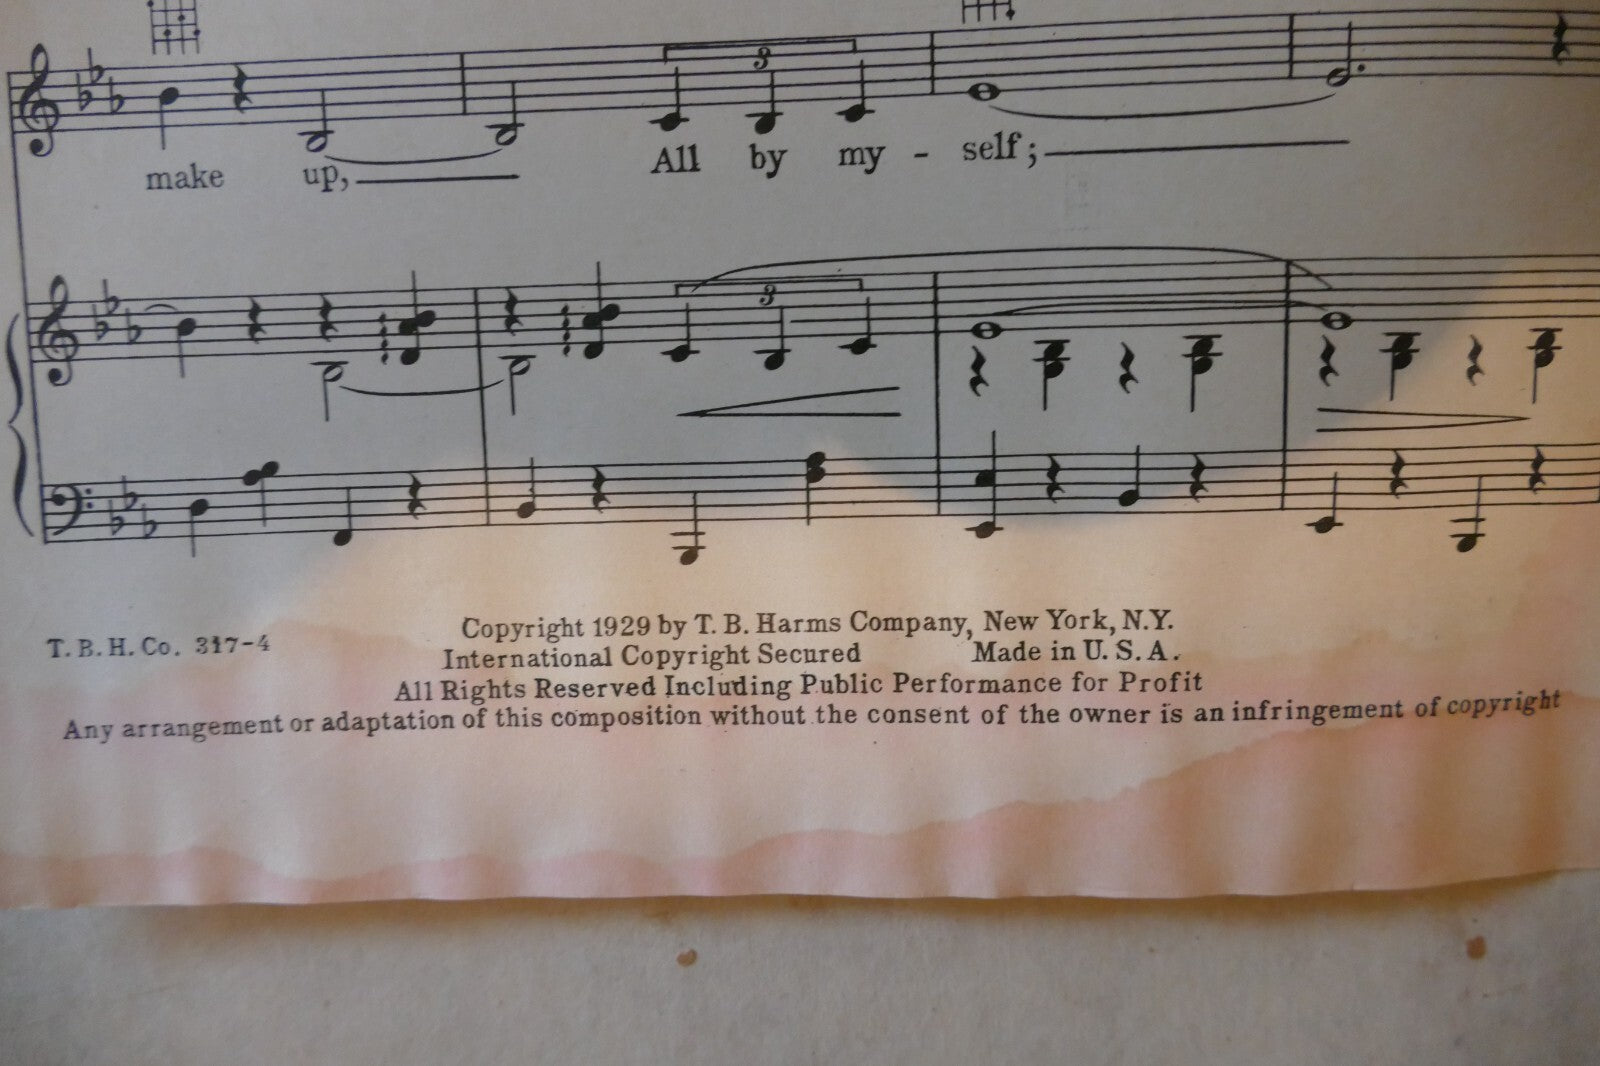 3
make up, All by my - self;
3
T. B. H. Co. 317-4
Copyright 1929 by T. B. Harms Company, New York, N.Y.
International Copyright Secured Made in U. S. A.
All Rights Reserved Including Public Performance for Profit
Any arrangement or adaptation of this composition without the consent of the owner is an infringement of copyright